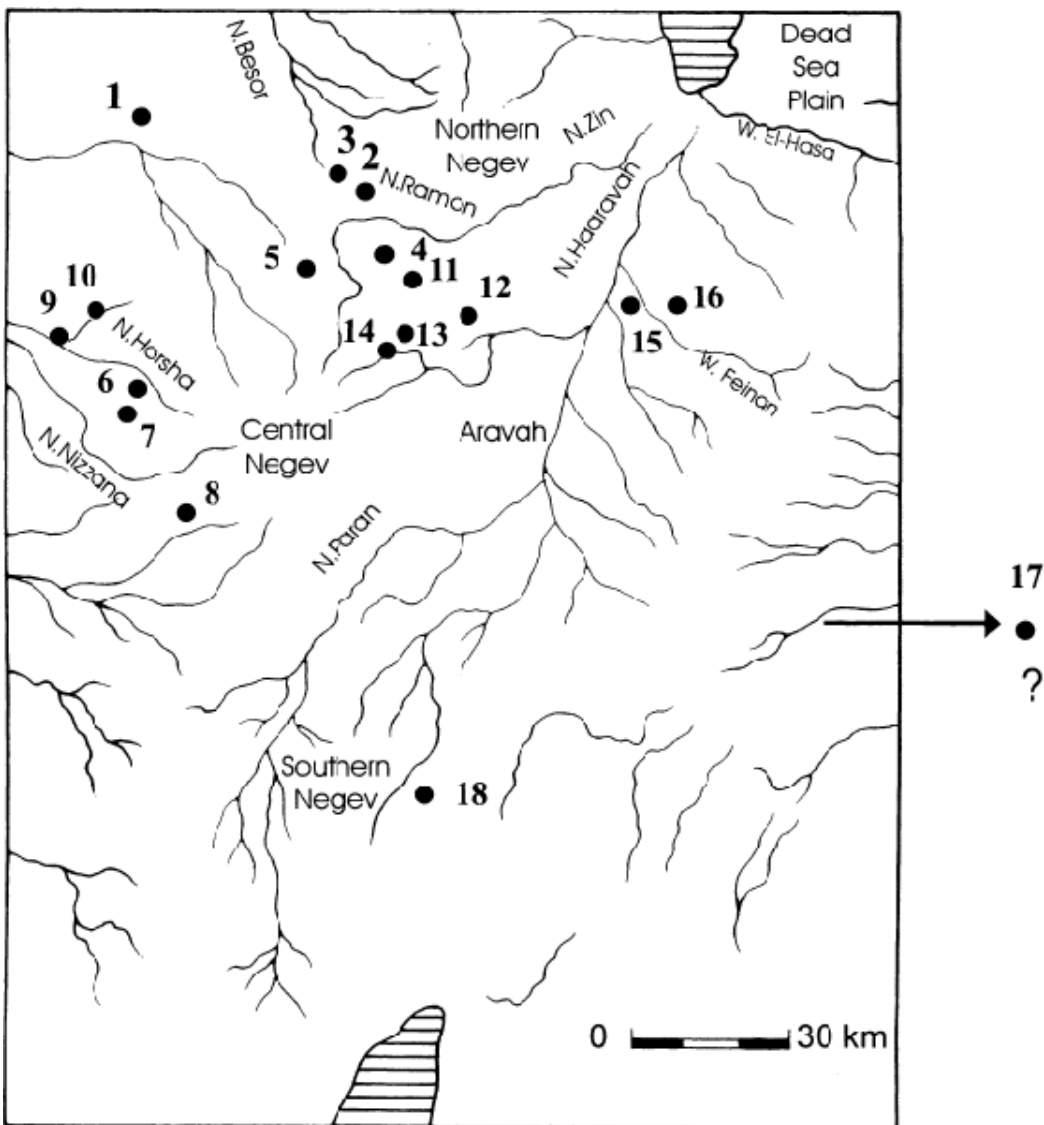 N.Besor
Dead
Sea
Plain
1
Northern
Negev
N.Zin
W. El-Hasa
3
2
N.Ramon
N.Haaravah
5
4
11
10
9
12
16
N.Horsha
14
13
15
6
7
W. Feinan
Central
Negev
Aravah
N.Nizzana
8
N.Paran
17
?
Southern
Negev
18
0
30 km